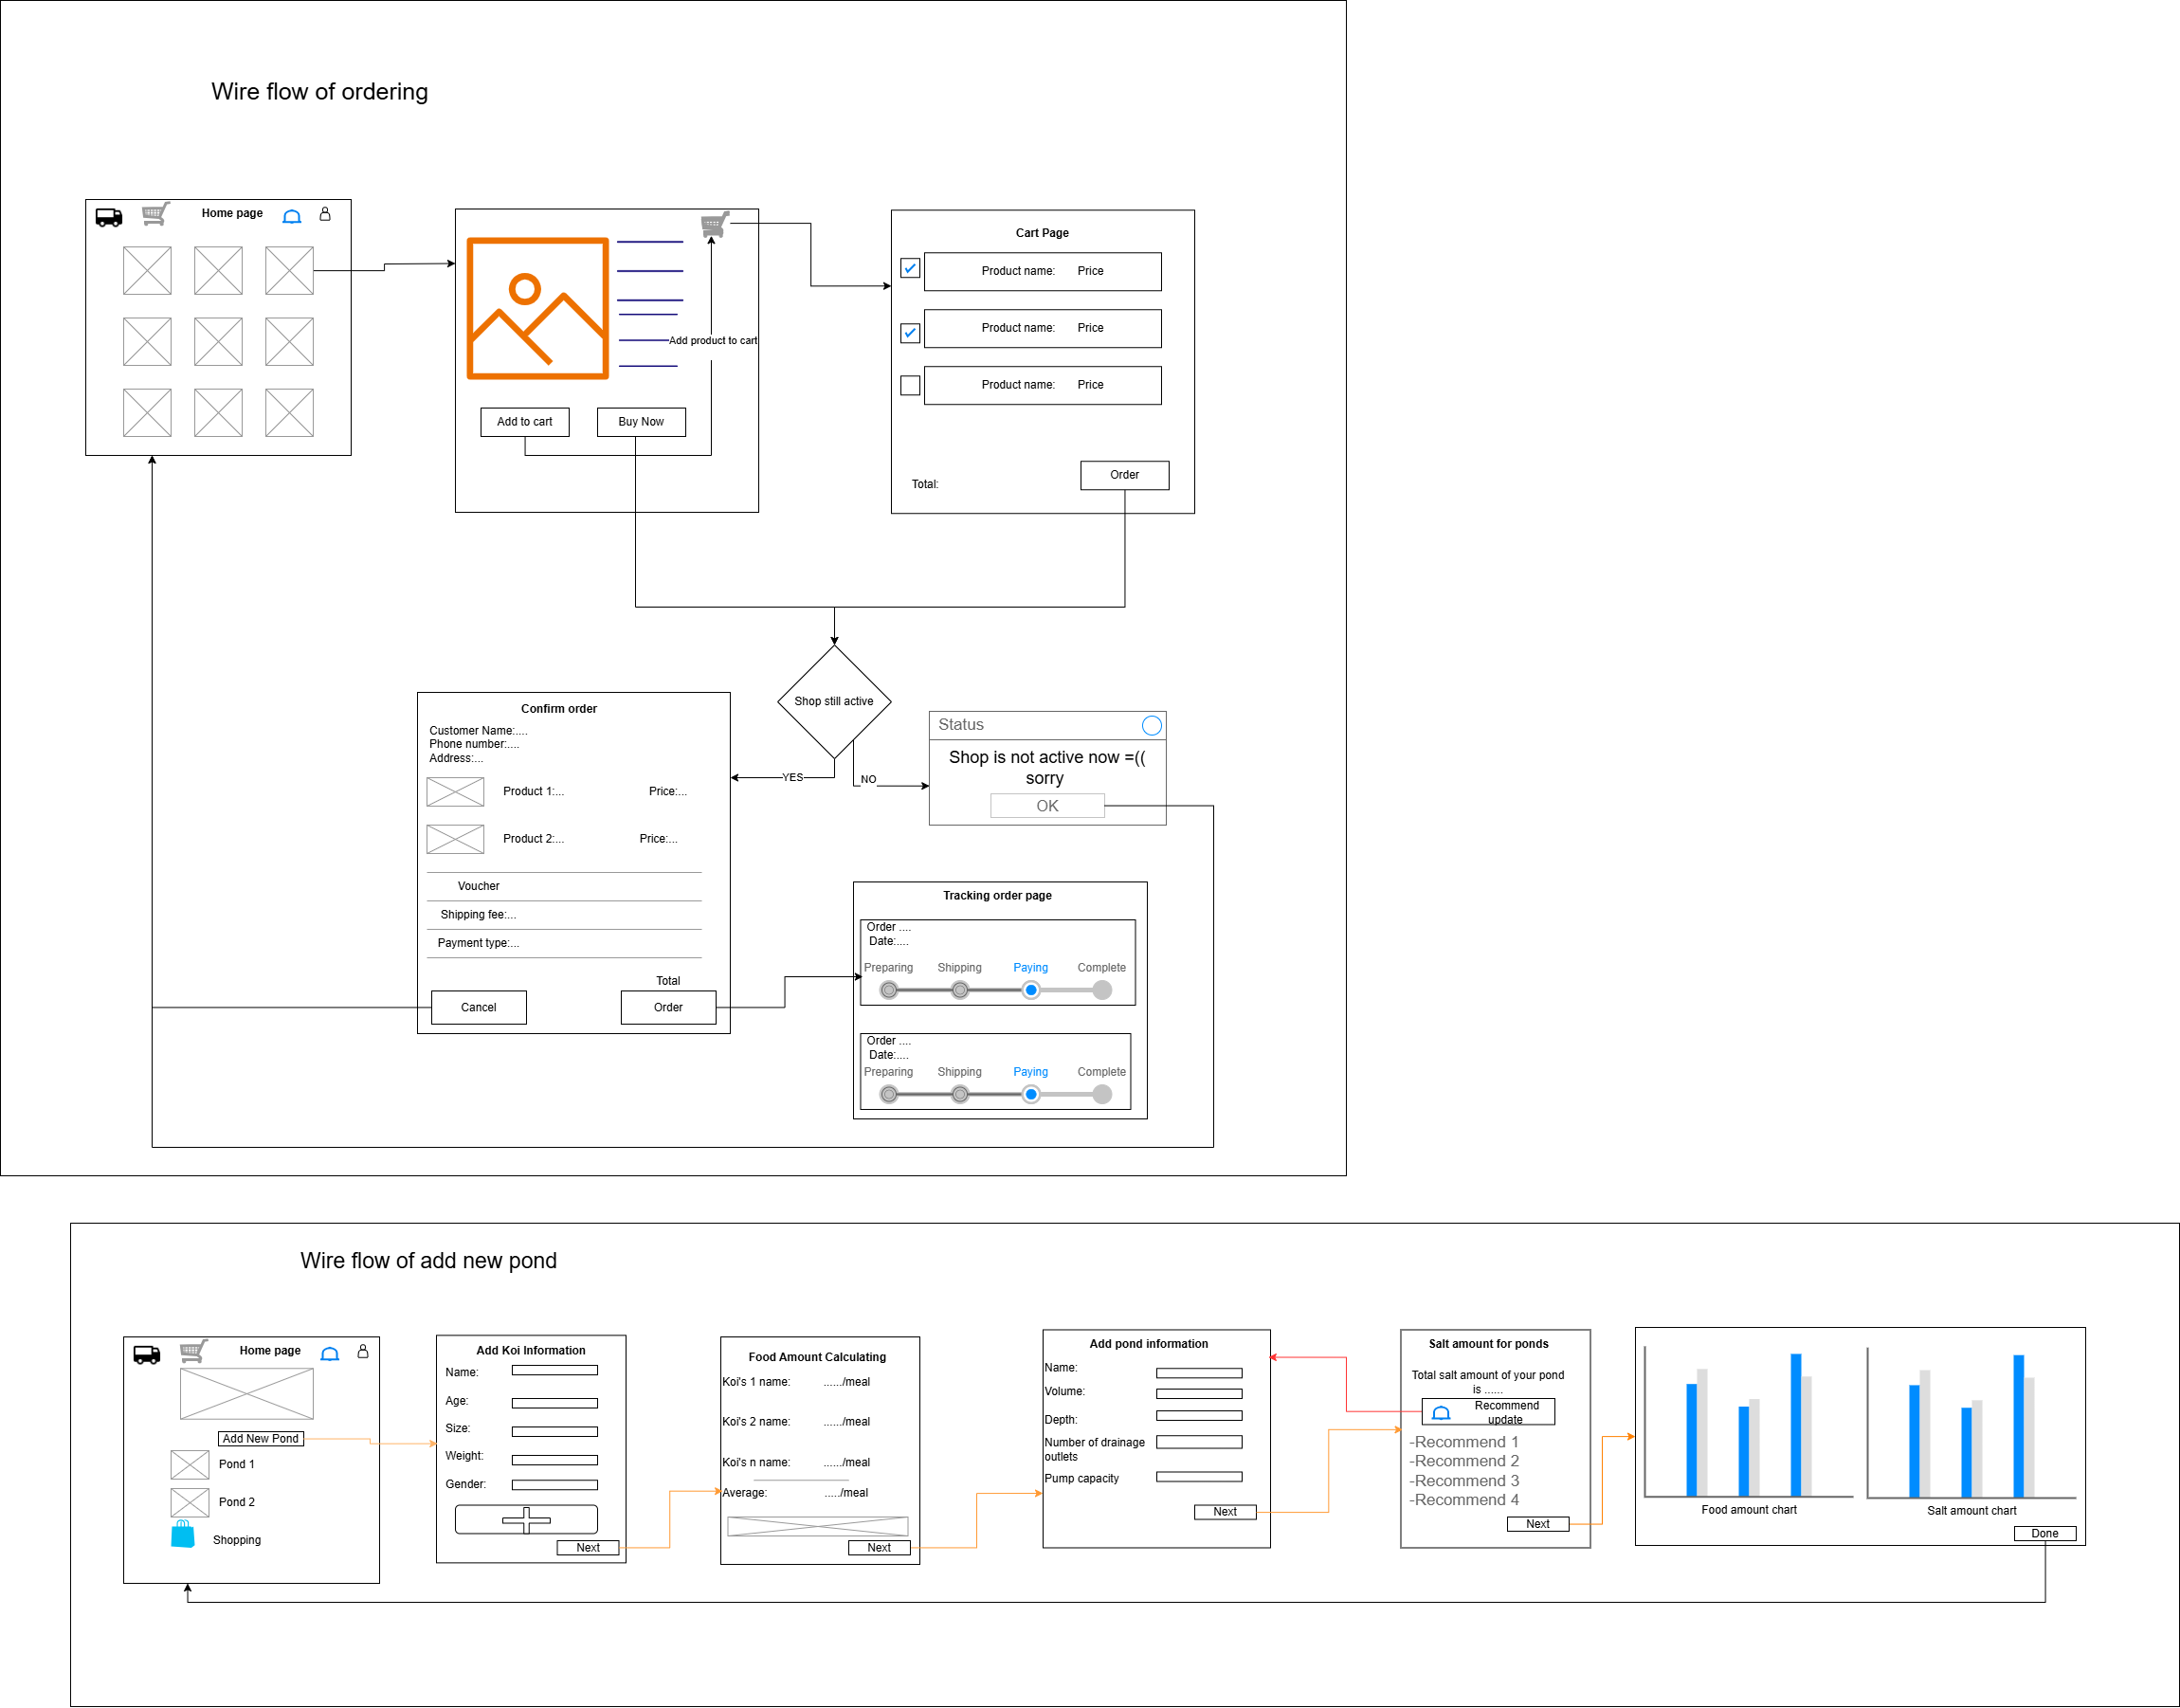 Wire flow of ordering
Home page
Add product to cart
Add to cart
Buy Now
Cart Page
Product name: Price
Product name: Price
Product name: Price
Total:
Order
Shop still active
YES
NO
Status
Shop is not active now =((
sorry
OK
Confirm order
Customer Name:....
Phone number:....
Address:...
Product 1:... Price:...
Product 2:... Price:...
Voucher
Shipping fee:...
Payment type:...
Total
Cancel
Order
Tracking order page
Order ....
Date:....
Preparing Shipping Paying Complete
Order ....
Date:....
Preparing Shipping Paying Complete
Wire flow of add new pond
Home page
Add New Pond
Pond 1
Pond 2
Shopping
Add Koi Information
Name:
Age:
Size:
Weight:
Gender:
Next
Food Amount Calculating
Koi's 1 name: ....../meal
Koi's 2 name: ....../meal
Koi's n name: ....../meal
Average: ...../meal
Next
Add pond information
Name:
Volume:
Depth:
Number of drainage
outlets
Pump capacity
Next
Salt amount for ponds
Total salt amount of your pond
is ......
Recommend
update
-Recommend 1
-Recommend 2
-Recommend 3
-Recommend 4
Next
Food amount chart
Salt amount chart
Done